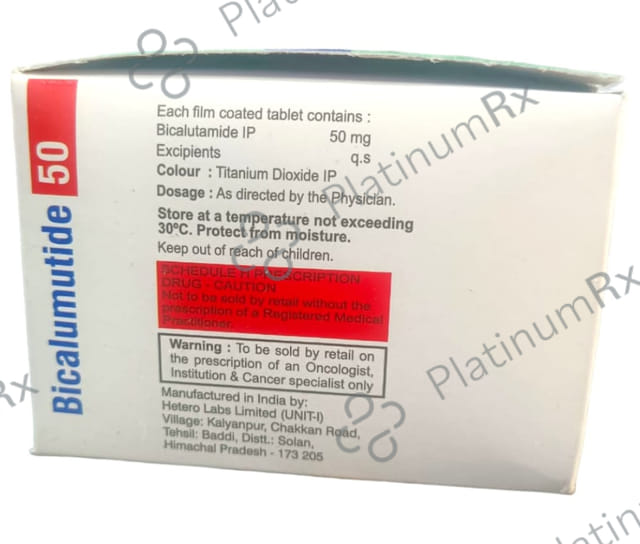 Bicalumutide 50
Each film coated tablet contains :
Bicalutamide IP 50 mg
Excipients q.s
Colour : Titanium Dioxide IP
Dosage : As directed by the Physician.
Store at a temperature not exceeding
30°C. Protect from moisture.
Keep out of reach of children.
SCHEDULE H PRESCRIPTION
DRUG - CAUTION
Not to be sold by retail without the
prescription of a Registered Medical
Practitioner.
Warning : To be sold by retail on
the prescription of an Oncologist,
Institution & Cancer specialist only
Manufactured in India by:
Hetero Labs Limited (UNIT-I)
Village: Kalyanpur, Chakkan Road,
Tehsil: Baddi, Distt.: Solan,
Himachal Pradesh - 173 205
PlatinumRx
PlatinumRx
PlatinumRx
Rx
atin